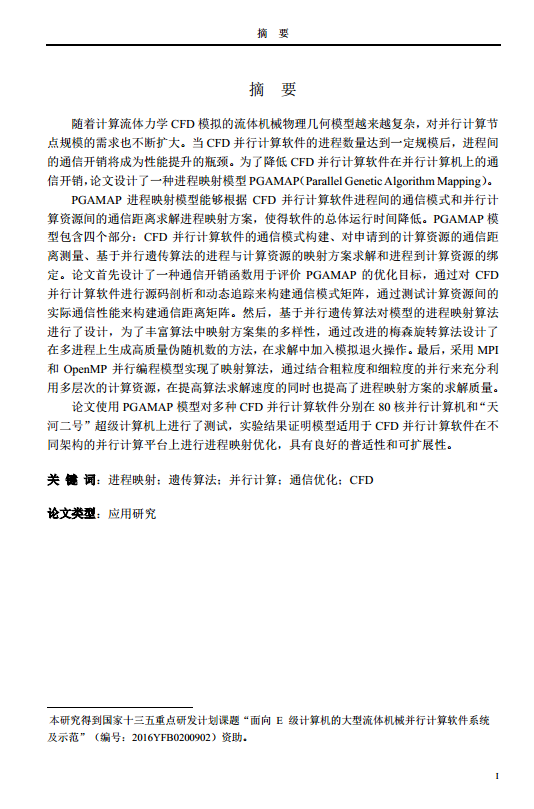 摘 要
摘 要
随着计算流体力学 CFD 模拟的流体机械物理几何模型越来越复杂，对并行计算节
点规模的需求也不断扩大。当 CFD 并行计算软件的进程数量达到一定规模后，进程间
的通信开销将成为性能提升的瓶颈。为了降低 CFD 并行计算软件在并行计算机上的通
信开销，论文设计了一种进程映射模型 PGAMAP（Parallel Genetic Algorithm Mapping）。
PGAMAP 进程映射模型能够根据 CFD 并行计算软件进程间的通信模式和并行计
算资源间的通信距离求解进程映射方案，使得软件的总体运行时间降低。PGAMAP 模
型包含四个部分：CFD 并行计算软件的通信模式构建、对申请到的计算资源的通信距
离测量、基于并行遗传算法的进程与计算资源的映射方案求解和进程到计算资源的绑
定。论文首先设计了一种通信开销函数用于评价 PGAMAP 的优化目标，通过对 CFD
并行计算软件进行源码剖析和动态追踪来构建通信模式矩阵，通过测试计算资源间的
实际通信性能来构建通信距离矩阵。然后，基于并行遗传算法对模型的进程映射算法
进行了设计，为了丰富算法中映射方案集的多样性，通过改进的梅森旋转算法设计了
在多进程上生成高质量伪随机数的方法，在求解中加入模拟退火操作。最后，采用 MPI
和 OpenMP 并行编程模型实现了映射算法，通过结合粗粒度和细粒度的并行来充分利
用多层次的计算资源，在提高算法求解速度的同时也提高了进程映射方案的求解质量。
论文使用 PGAMAP 模型对多种 CFD 并行计算软件分别在 80 核并行计算机和“天
河二号”超级计算机上进行了测试，实验结果证明模型适用于 CFD 并行计算软件在不
同架构的并行计算平台上进行进程映射优化，具有良好的普适性和可扩展性。
关 键 词：进程映射；遗传算法；并行计算；通信优化；CFD
论文类型：应用研究
本研究得到国家十三五重点研发计划课题“面向 E 级计算机的大型流体机械并行计算软件系统
及示范”（编号：2016YFB0200902）资助。
I